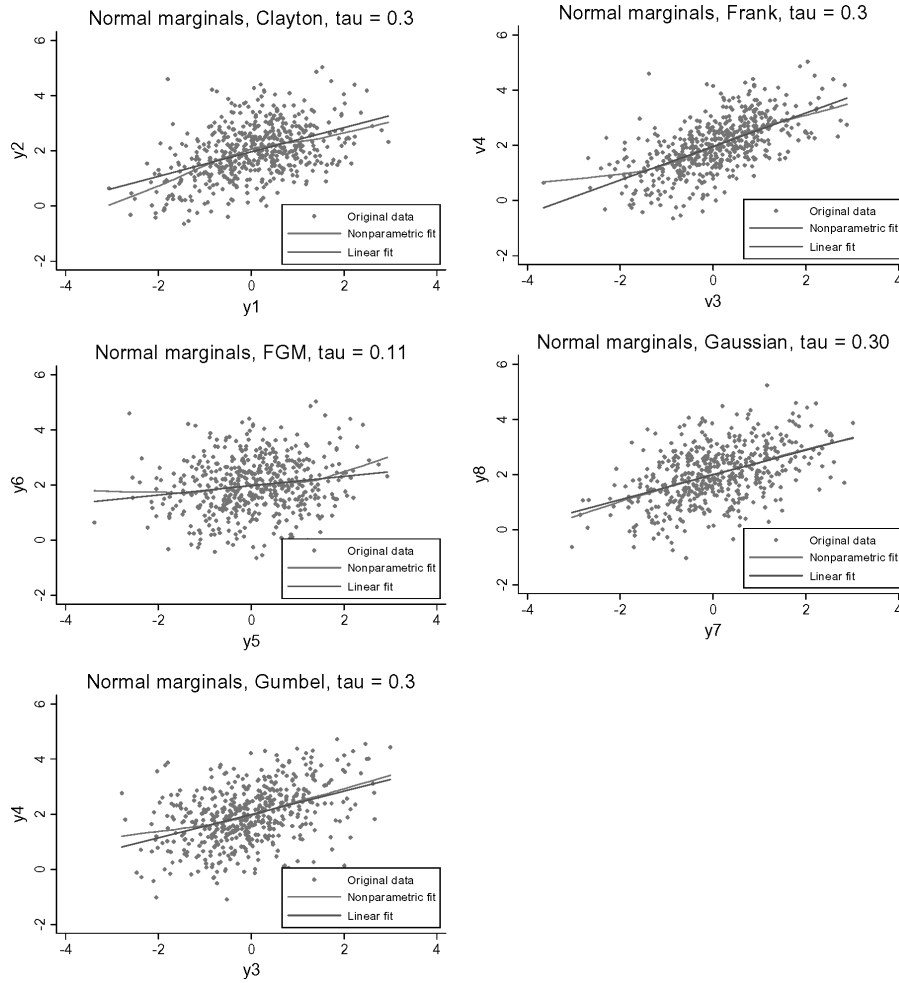 Normal marginals, Clayton, tau = 0.3
6
4
2
0
-2
y2
Original data
Nonparametric fit
Linear fit
-4
-2
0
2
4
y1
Normal marginals, Frank, tau = 0.3
6
4
2
0
-2
v4
Original data
Nonparametric fit
Linear fit
-4
-2
0
2
4
v3
Normal marginals, FGM, tau = 0.11
6
4
2
0
-2
y6
Original data
Nonparametric fit
Linear fit
-4
-2
0
2
4
y5
Normal marginals, Gaussian, tau = 0.30
6
4
2
0
-2
y8
Original data
Nonparametric fit
Linear fit
-4
-2
0
2
4
y7
Normal marginals, Gumbel, tau = 0.3
6
4
2
0
-2
y4
Original data
Nonparametric fit
Linear fit
-4
-2
0
2
4
y3